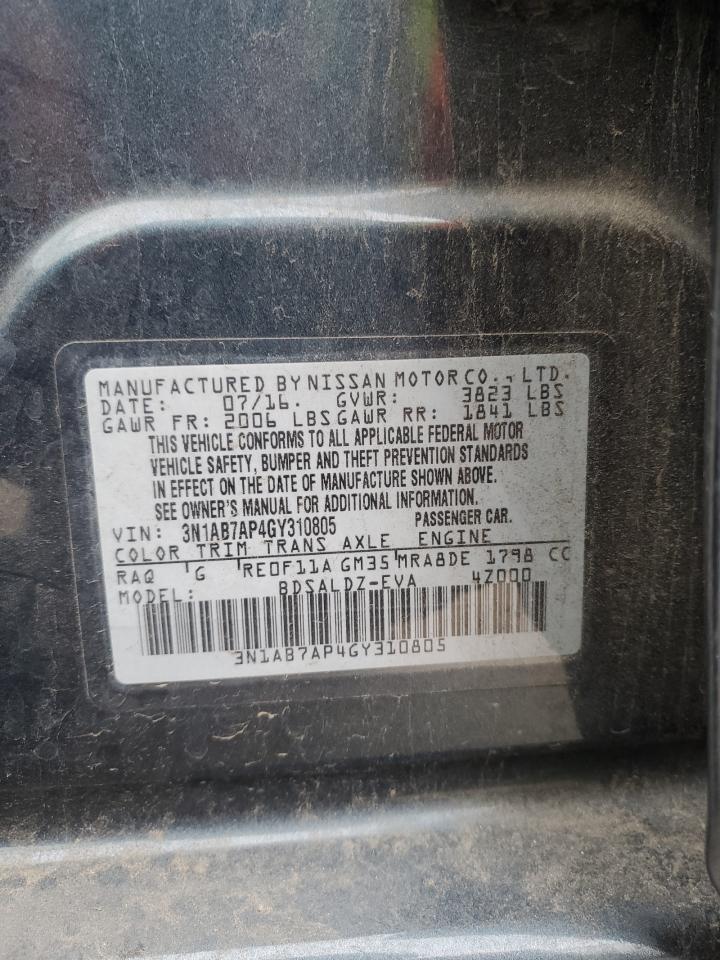 MANUFACTURED BY NISSAN MOTOR CO., LTD.
DATE: 07/16. GVWR: 3823 LBS
GAWR FR: 2006 LBS GAWR RR: 1841 LBS
THIS VEHICLE CONFORMS TO ALL APPLICABLE FEDERAL MOTOR
VEHICLE SAFETY, BUMPER AND THEFT PREVENTION STANDARDS
IN EFFECT ON THE DATE OF MANUFACTURE SHOWN ABOVE.
SEE OWNER'S MANUAL FOR ADDITIONAL INFORMATION.
VIN: 3N1AB7AP4GY310805 PASSENGER CAR.
COLOR TRIM TRANS AXLE ENGINE
RAQ 'G 'RE0F11A GM35'MRA8DE 1798 CC
MODEL: BDSALDZ-EVA 4Z000
3N1AB7AP4GY310805